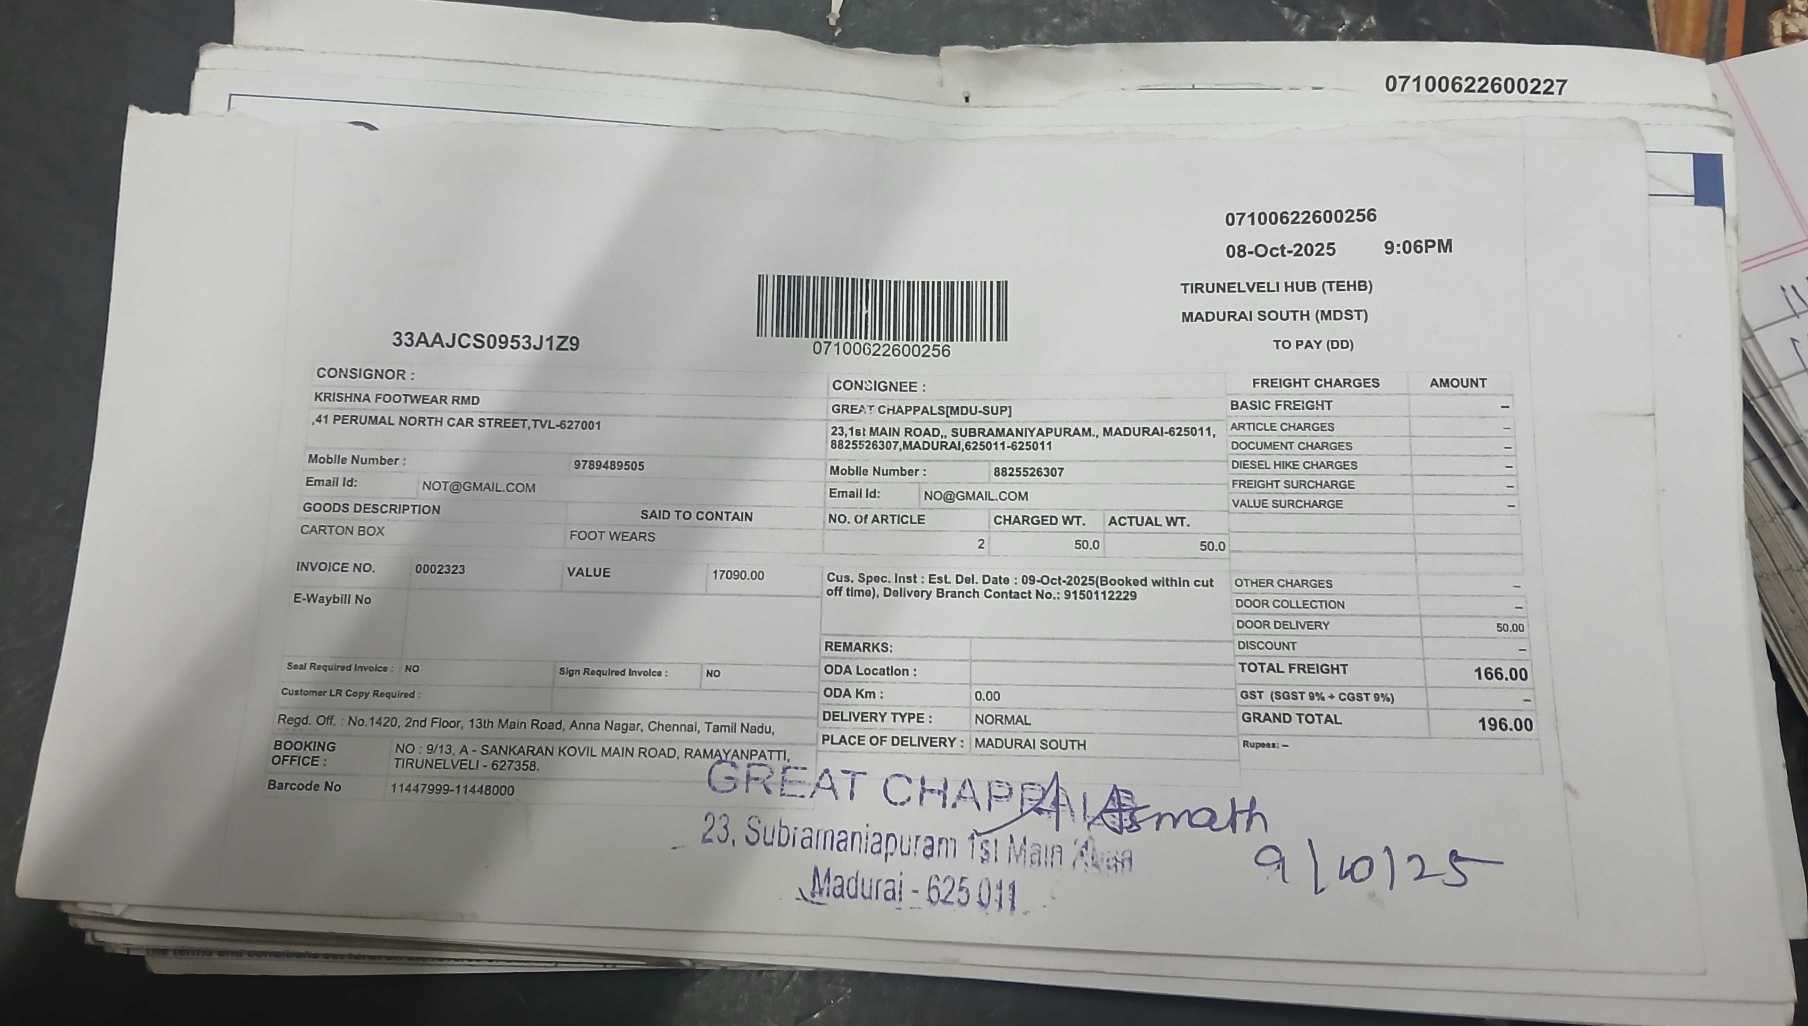 07100622600227
07100622600256
08-Oct-2025 9:06PM
TIRUNELVELI HUB (TEHB)
MADURAI SOUTH (MDST)
TO PAY (DD)
33AAJCS0953J1Z9
07100622600256
CONSIGNOR :
KRISHNA FOOTWEAR RMD
,41 PERUMAL NORTH CAR STREET,TVL-627001
Mobile Number : 9789489505
Email Id: NOT@GMAIL.COM
GOODS DESCRIPTION SAID TO CONTAIN
CARTON BOX FOOT WEARS
INVOICE NO. 0002323 VALUE 17090.00
E-Waybill No
Seal Required Invoice : NO Sign Required Invoice : NO
Customer LR Copy Required :
Regd. Off. : No.1420, 2nd Floor, 13th Main Road, Anna Nagar, Chennai, Tamil Nadu,
BOOKING OFFICE : NO : 9/13, A - SANKARAN KOVIL MAIN ROAD, RAMAYANPATTI,
TIRUNELVELI - 627358.
Barcode No 11447999-11448000
CONSIGNEE :
GREAT CHAPPALS[MDU-SUP]
23,1st MAIN ROAD,, SUBRAMANIYAPURAM., MADURAI-625011,
8825526307,MADURAI,625011-625011
Mobile Number : 8825526307
Email Id: NO@GMAIL.COM
NO. Of ARTICLE CHARGED WT. ACTUAL WT.
2 50.0 50.0
Cus. Spec. Inst : Est. Del. Date : 09-Oct-2025(Booked within cut
off time), Delivery Branch Contact No.: 9150112229
REMARKS:
ODA Location :
ODA Km : 0.00
DELIVERY TYPE : NORMAL
PLACE OF DELIVERY : MADURAI SOUTH
FREIGHT CHARGES AMOUNT
BASIC FREIGHT –
ARTICLE CHARGES –
DOCUMENT CHARGES –
DIESEL HIKE CHARGES –
FREIGHT SURCHARGE –
VALUE SURCHARGE –
OTHER CHARGES –
DOOR COLLECTION –
DOOR DELIVERY 50.00
DISCOUNT –
TOTAL FREIGHT 166.00
GST (SGST 9% + CGST 9%) –
GRAND TOTAL 196.00
Rupees: –
GREAT CHAPPALS
23, Subramaniapuram 1st Main
Madurai - 625 011
Asmath
9/10/25